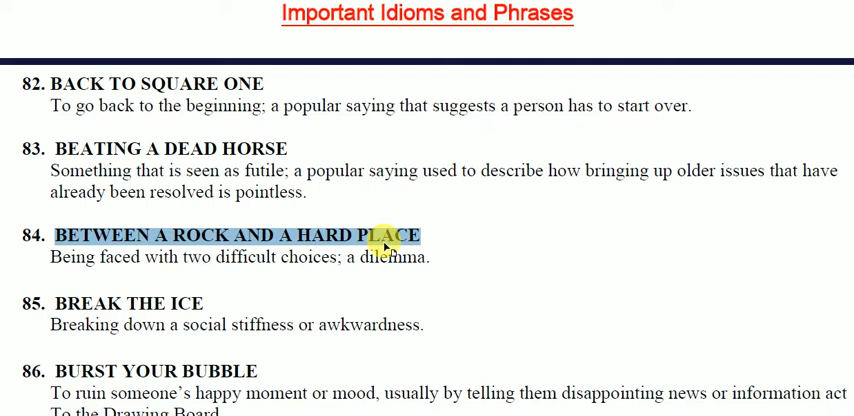 Important Idioms and Phrases
82. BACK TO SQUARE ONE
To go back to the beginning; a popular saying that suggests a person has to start over.
83. BEATING A DEAD HORSE
Something that is seen as futile; a popular saying used to describe how bringing up older issues that have
already been resolved is pointless.
84. BETWEEN A ROCK AND A HARD PLACE
Being faced with two difficult choices; a dilemma.
85. BREAK THE ICE
Breaking down a social stiffness or awkwardness.
86. BURST YOUR BUBBLE
To ruin someone’s happy moment or mood, usually by telling them disappointing news or information act
To the Drawing Board